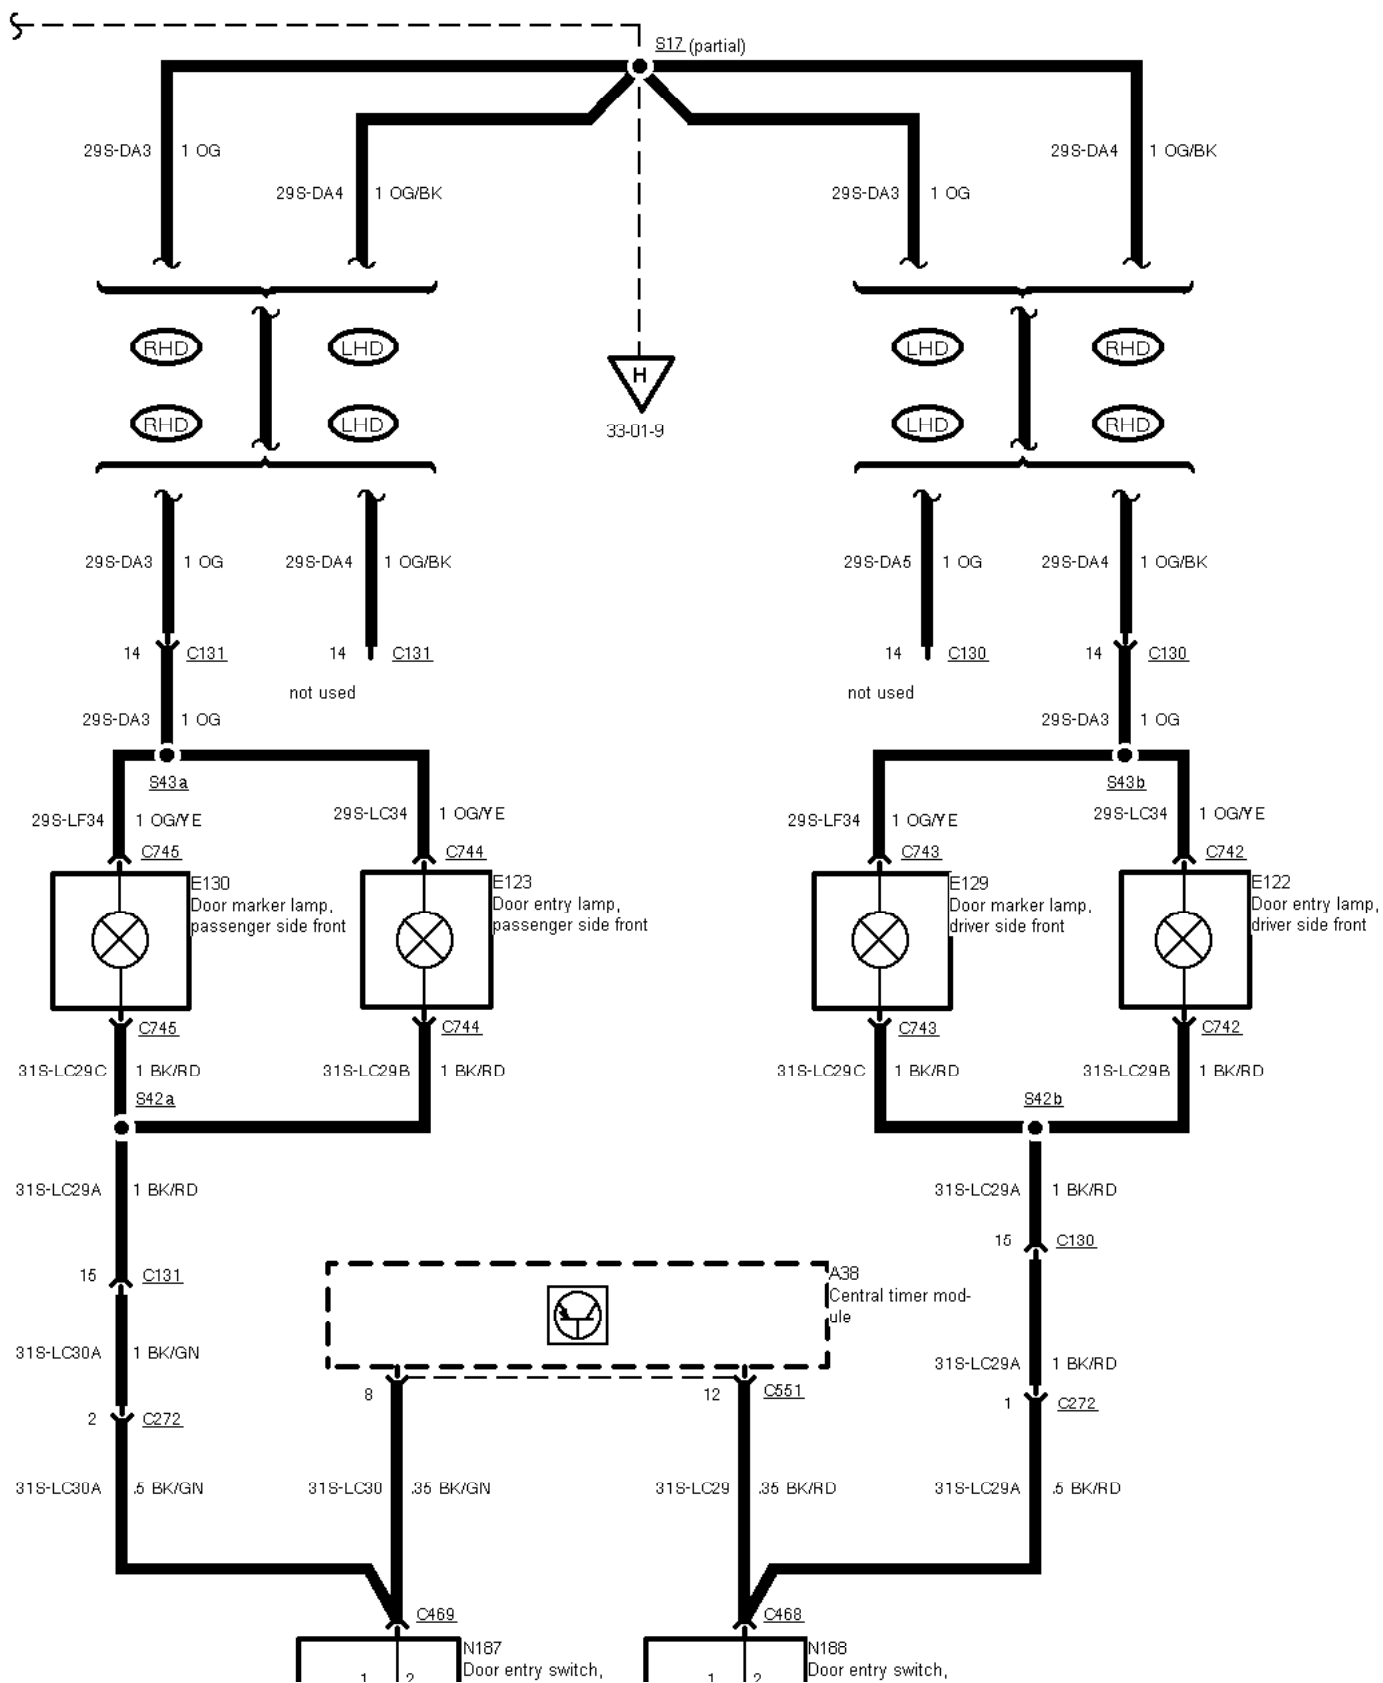 S17 (partial)
29S-DA3 1 OG
29S-DA4 1 OG/BK
29S-DA4 1 OG/BK
29S-DA3 1 OG
RHD LHD LHD RHD
H
RHD LHD LHD RHD
33-01-9
29S-DA3 1 OG 29S-DA4 1 OG/BK 29S-DA5 1 OG 29S-DA4 1 OG/BK
14 C131 14 C131 14 C130 14 C130
not used not used
29S-DA3 1 OG 29S-DA3 1 OG
S43a S43b
29S-LF34 1 OG/YE 29S-LC34 1 OG/YE 29S-LF34 1 OG/YE 29S-LC34 1 OG/YE
C745 C744 C743 C742
E130
Door marker lamp,
passenger side front
E123
Door entry lamp,
passenger side front
E129
Door marker lamp,
driver side front
E122
Door entry lamp,
driver side front
C745 C744 C743 C742
31S-LC29C 1 BK/RD 31S-LC29B 1 BK/RD 31S-LC29C 1 BK/RD 31S-LC29B 1 BK/RD
S42a S42b
31S-LC29A 1 BK/RD 31S-LC29A 1 BK/RD
15 C130
15 C131
A38
Central timer mod-
ule
31S-LC30A 1 BK/GN 31S-LC29A 1 BK/RD
8 12 C551
2 C272 1 C272
31S-LC30A .5 BK/GN 31S-LC30 .35 BK/GN 31S-LC29 .35 BK/RD 31S-LC29A .5 BK/RD
C469 C468
N187
Door entry switch,
1 2
N188
Door entry switch,
1 2